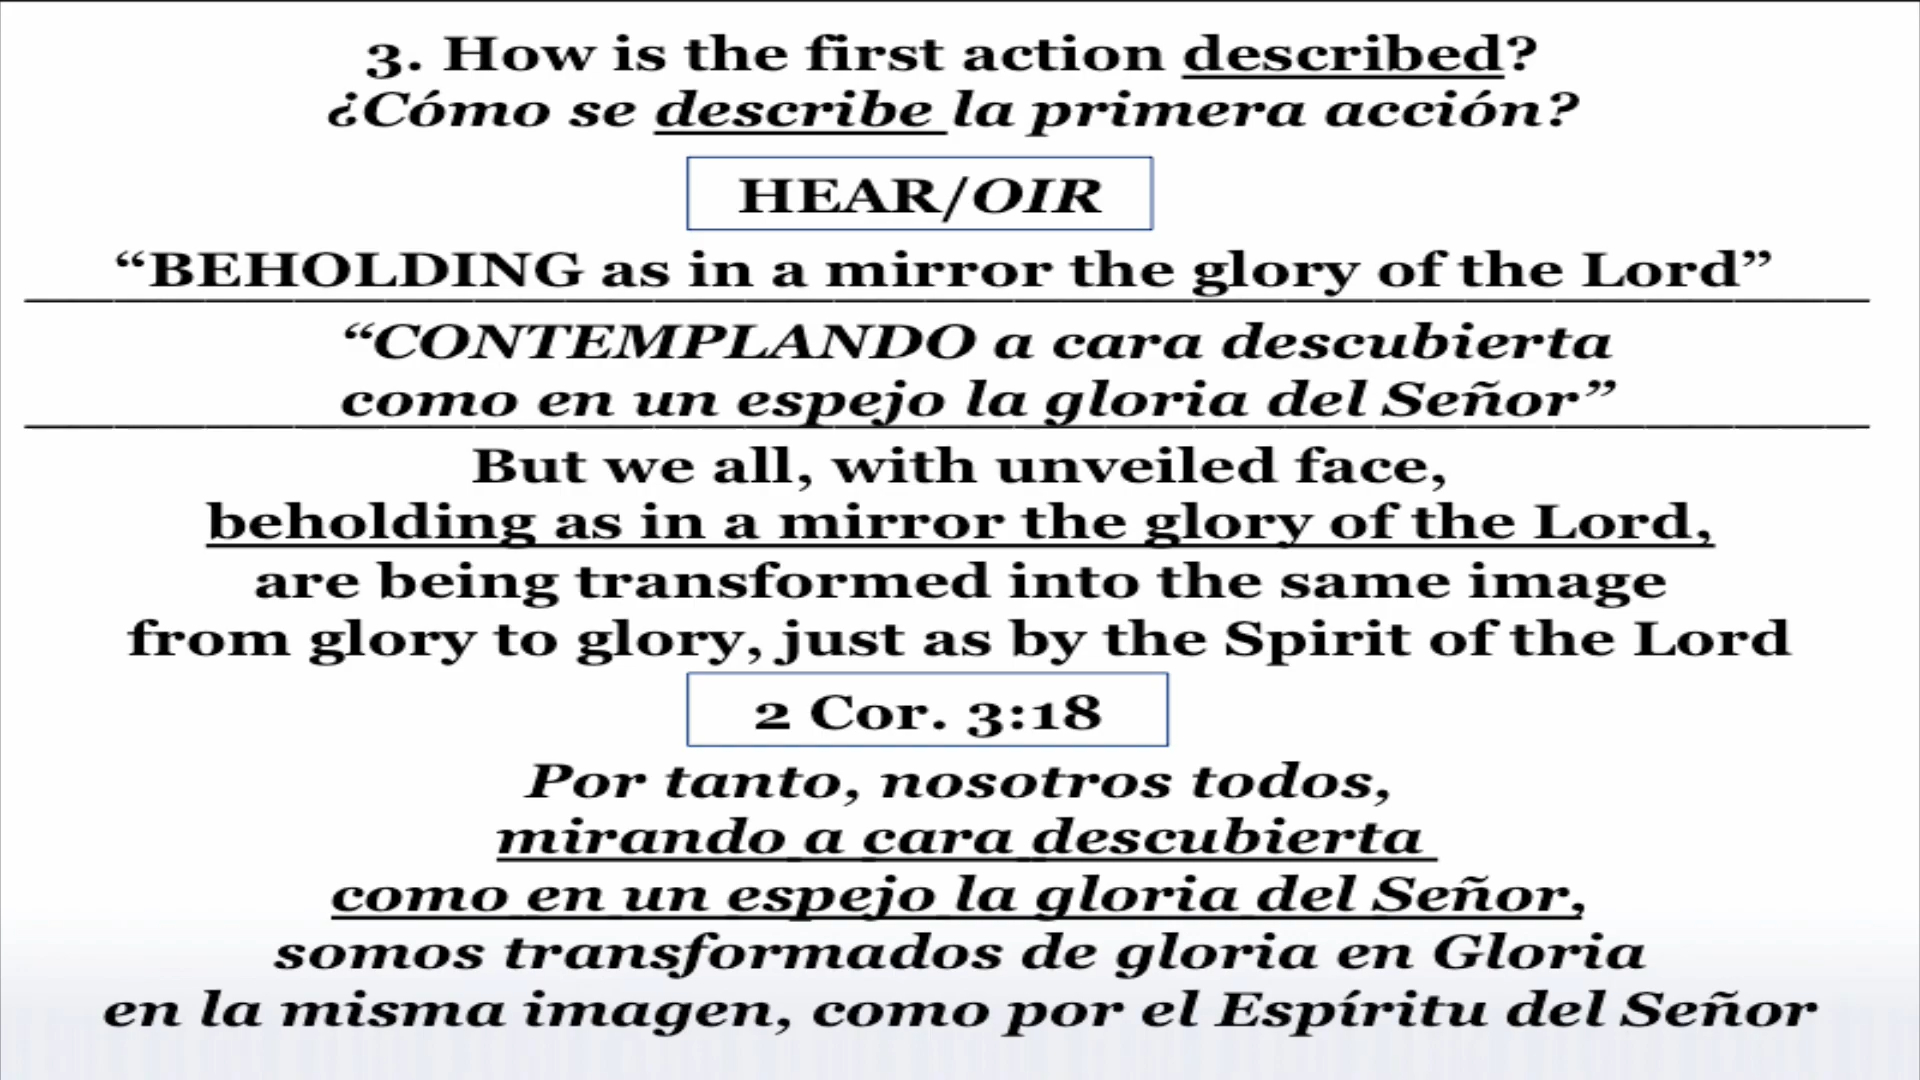 3. How is the first action described?
¿Cómo se describe la primera acción?
HEAR/OIR
“BEHOLDING as in a mirror the glory of the Lord”
“CONTEMPLANDO a cara descubierta
como en un espejo la gloria del Señor”
But we all, with unveiled face,
beholding as in a mirror the glory of the Lord,
are being transformed into the same image
from glory to glory, just as by the Spirit of the Lord
2 Cor. 3:18
Por tanto, nosotros todos,
mirando a cara descubierta
como en un espejo la gloria del Señor,
somos transformados de gloria en Gloria
en la misma imagen, como por el Espíritu del Señor